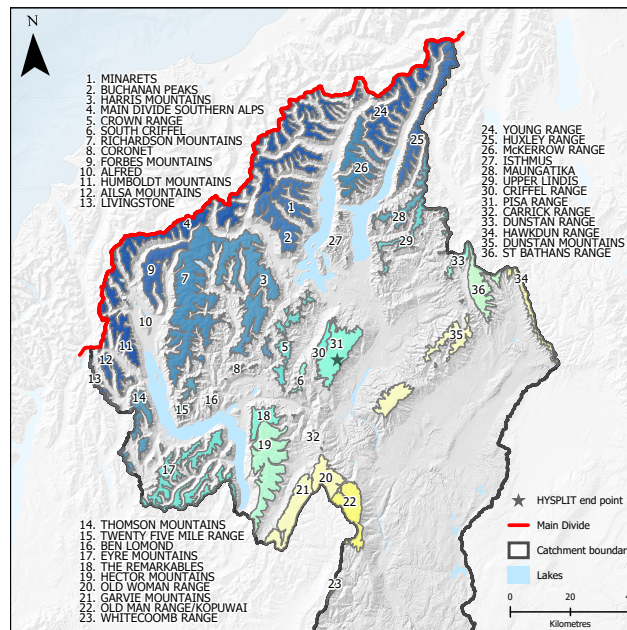 N
1. MINARETS
2. BUCHANAN PEAKS
3. HARRIS MOUNTAINS
4. MAIN DIVIDE SOUTHERN ALPS
5. CROWN RANGE
6. SOUTH CRIFFEL
7. RICHARDSON MOUNTAINS
8. CORONET
9. FORBES MOUNTAINS
10. ALFRED
11. HUMBOLDT MOUNTAINS
12. AILSA MOUNTAINS
13. LIVINGSTONE
24. YOUNG RANGE
25. HUXLEY RANGE
26. McKERROW RANGE
27. ISTHMUS
28. MAUNGATIKA
29. UPPER LINDIS
30. CRIFFEL RANGE
31. PISA RANGE
32. CARRICK RANGE
33. DUNSTAN RANGE
34. HAWKDUN RANGE
35. DUNSTAN MOUNTAINS
36. ST BATHANS RANGE
24
25
26
1
4
28
2
27
29
9
7
3
33
34
36
10
31
35
11
5
30
12
8
6
13
14
16
15
18
32
19
17
20
21
22
23
14. THOMSON MOUNTAINS
15. TWENTY FIVE MILE RANGE
16. BEN LOMOND
17. EYRE MOUNTAINS
18. THE REMARKABLES
19. HECTOR MOUNTAINS
20. OLD WOMAN RANGE
21. GARVIE MOUNTAINS
22. OLD MAN RANGE/KOPUWAI
23. WHITECOOMB RANGE
HYSPLIT end point
Main Divide
Catchment boundar
Lakes
0 20 40
Kilometres